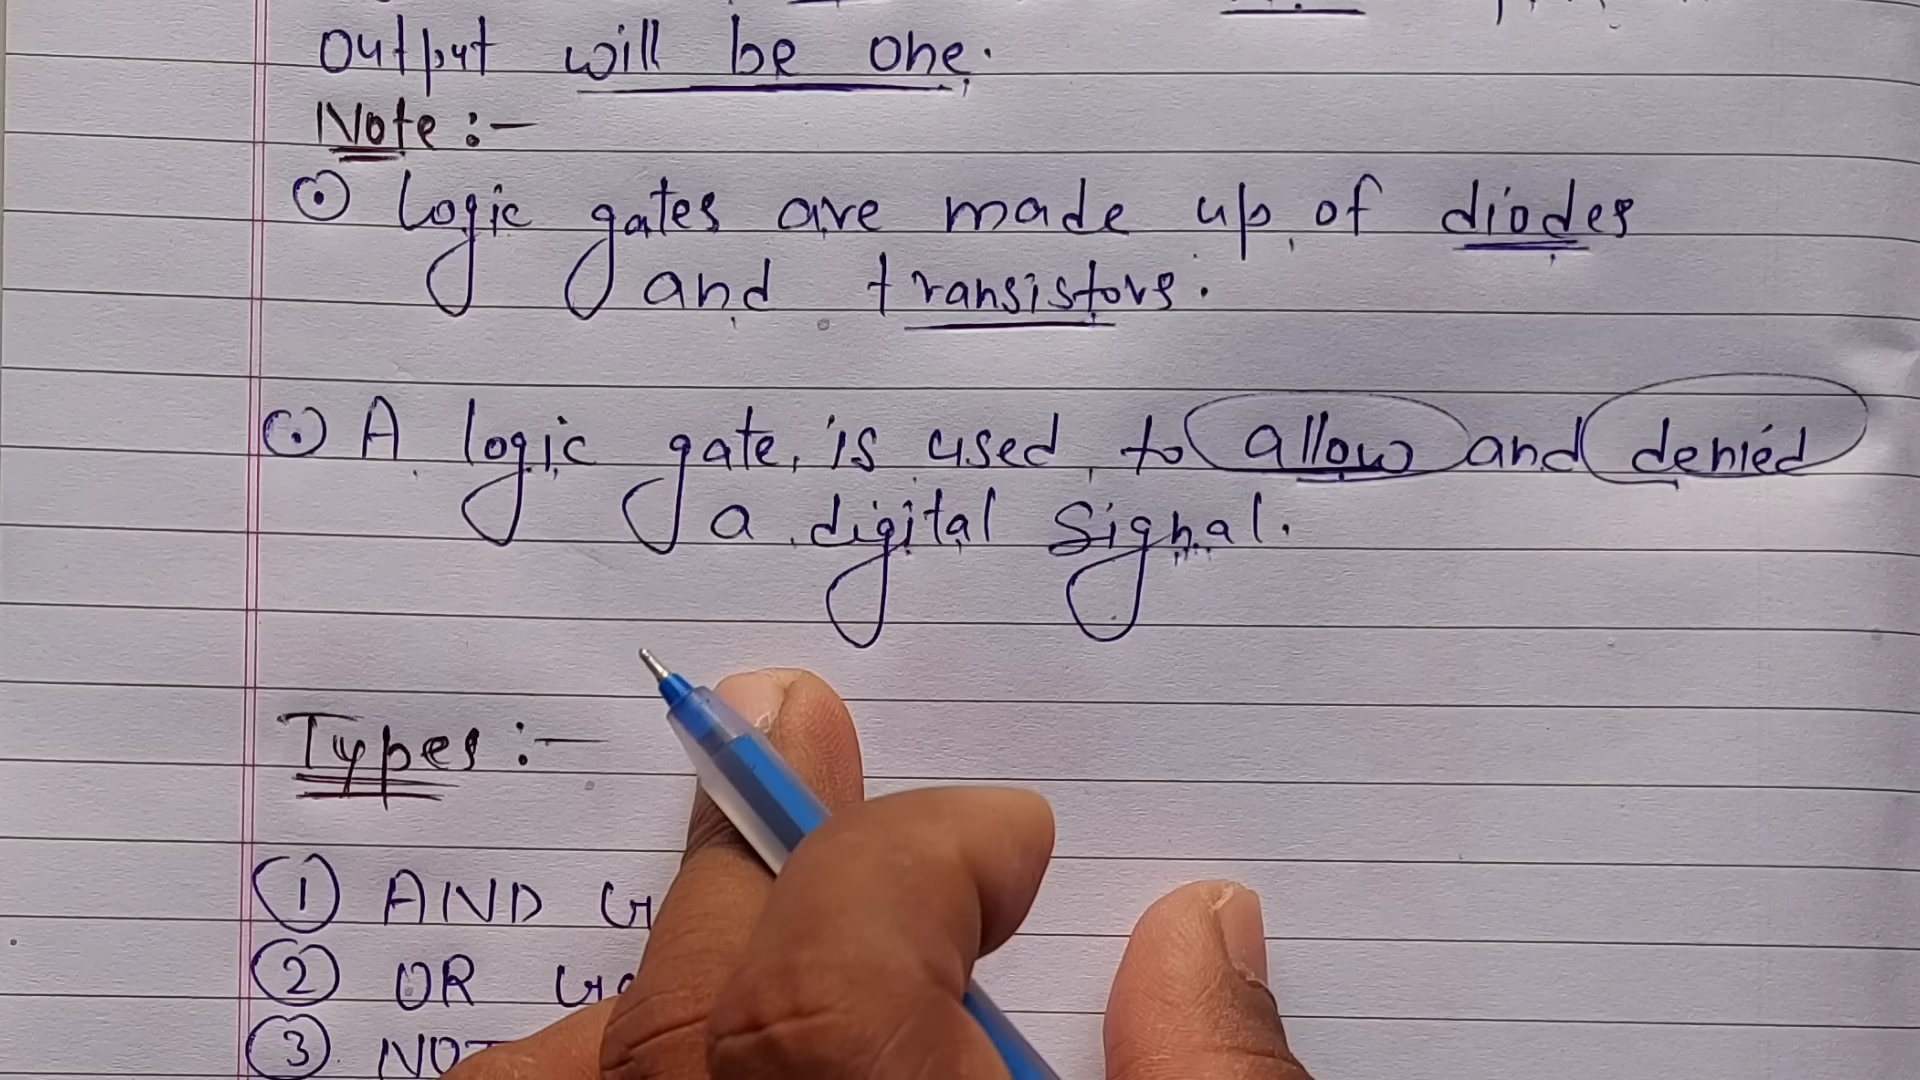 output will be one.
Note :-
⊙ Logic gates are made up of diodes
and transistors.
⊙ A logic gate is used to allow and denied
a digital signal.
Types :-
① AND
② OR
③ NOT